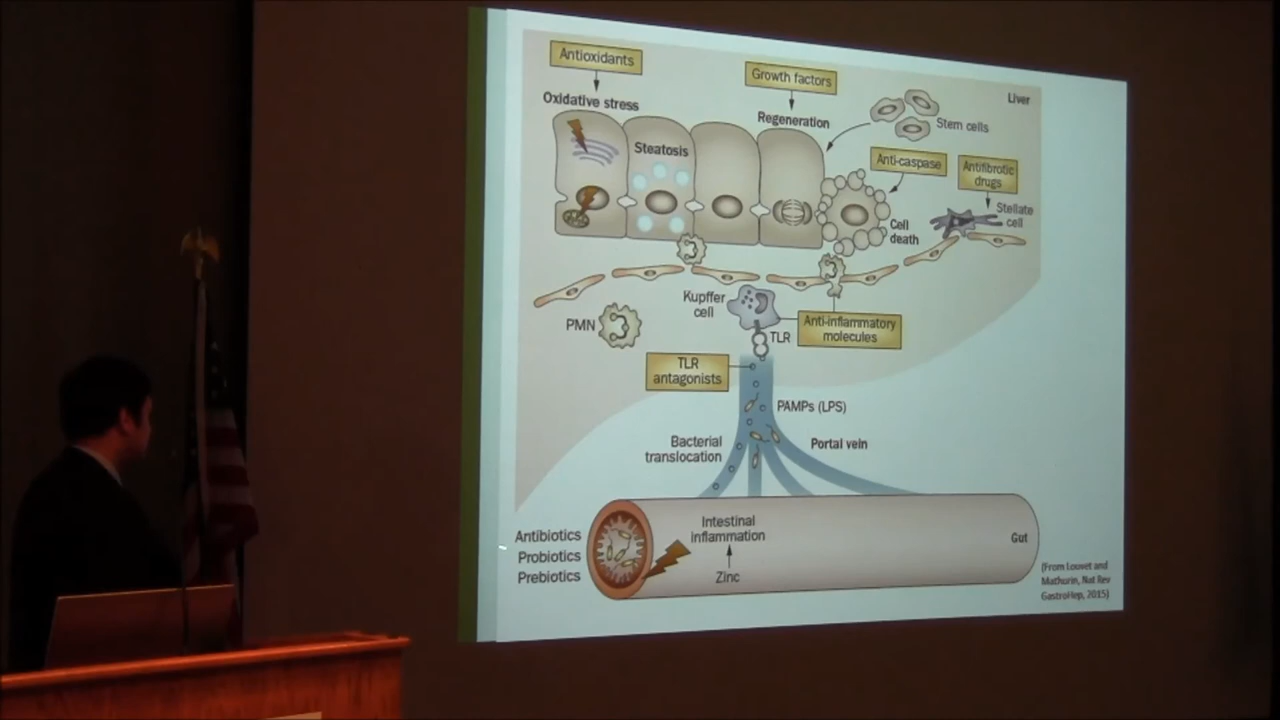 Antioxidants
Growth factors
Liver
Oxidative stress
Regeneration
Stem cells
Steatosis
Anti-caspase
Antifibrotic
drugs
Stellate
cell
Cell
death
Kupffer
cell
PMN
TLR
Anti-inflammatory
molecules
TLR
antagonists
PAMPs (LPS)
Bacterial
translocation
Portal vein
Antibiotics
Probiotics
Prebiotics
Intestinal
inflammation
Zinc
Gut
(From Louvet and
Mathurin, Nat Rev
GastroHep, 2015)